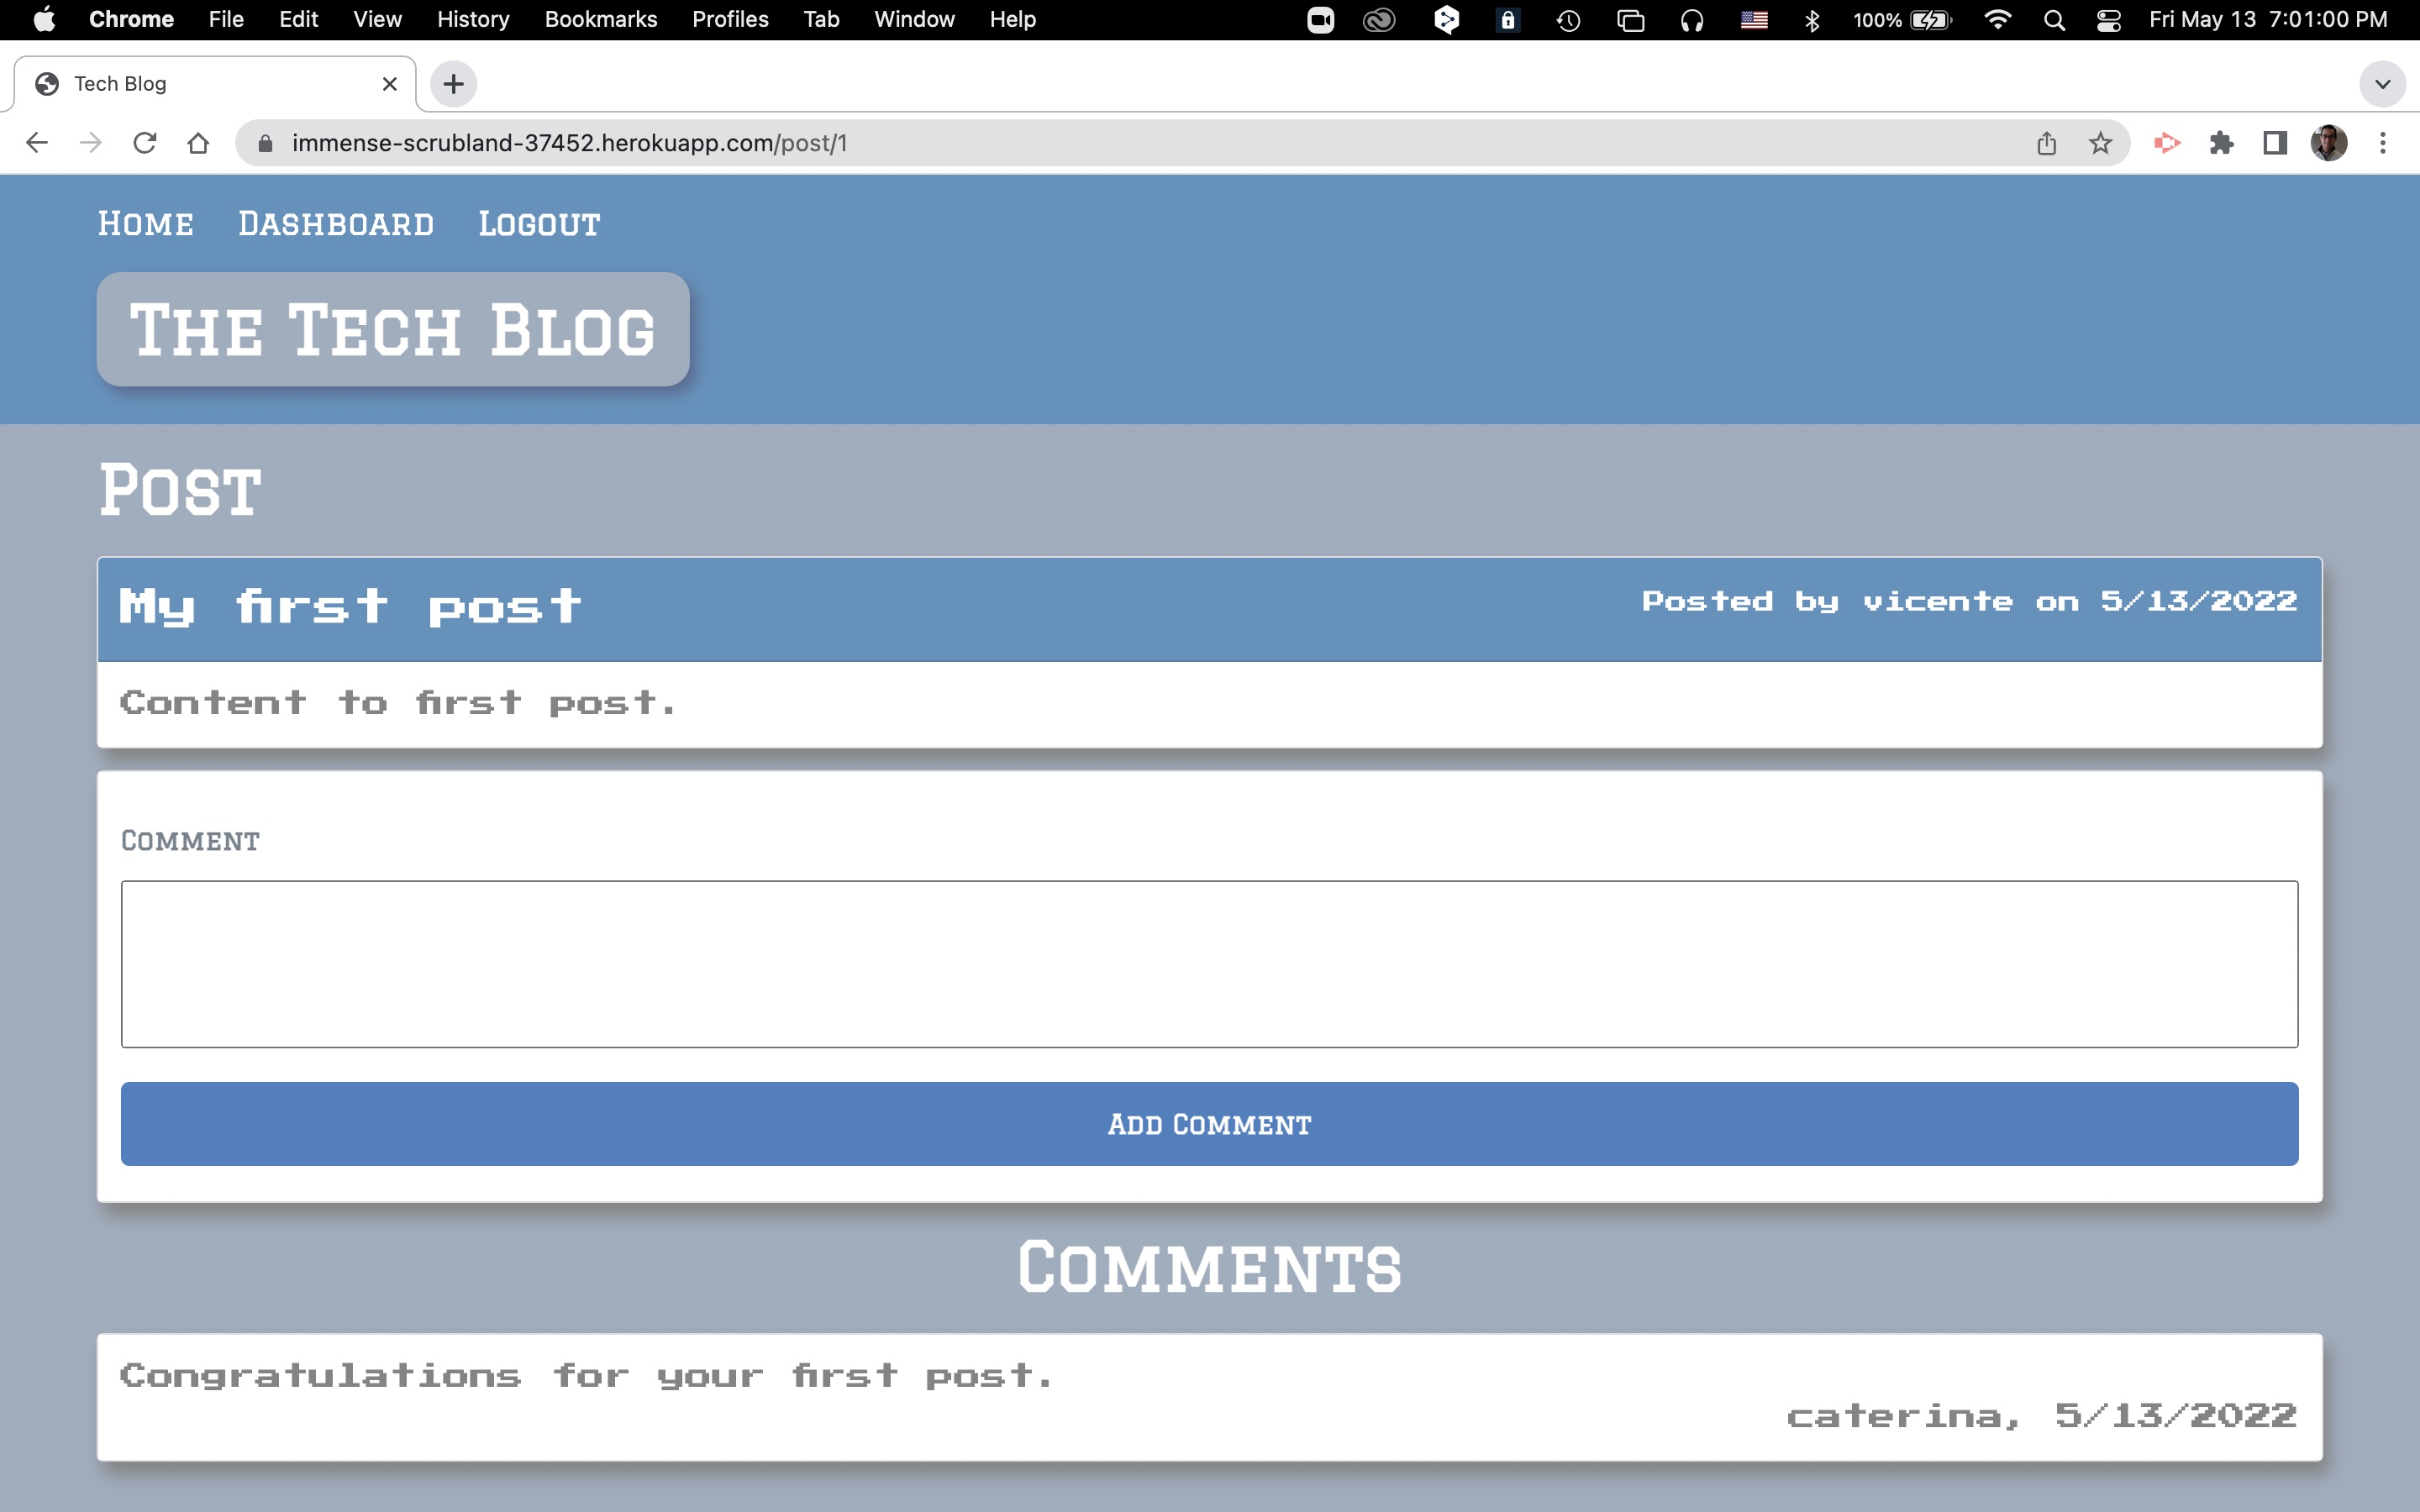 Chrome File Edit View History Bookmarks Profiles Tab Window Help 100% Fri May 13 7:01:00 PM
Tech Blog
immense-scrubland-37452.herokuapp.com/post/1
Home Dashboard Logout
The Tech Blog
Post
My first post Posted by vicente on 5/13/2022
Content to first post.
Comment
Add Comment
Comments
Congratulations for your first post.
caterina, 5/13/2022